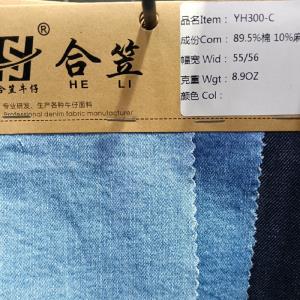 ®
合笠
HE LI
合笠牛仔
专业研发、生产各种牛仔面料
Professional denim fabric manufacturer
品名Item： YH300-C
成份Com： 89.5%棉 10%麻
幅宽 Wid： 55/56
克重 Wgt： 8.9OZ
颜色 Col：